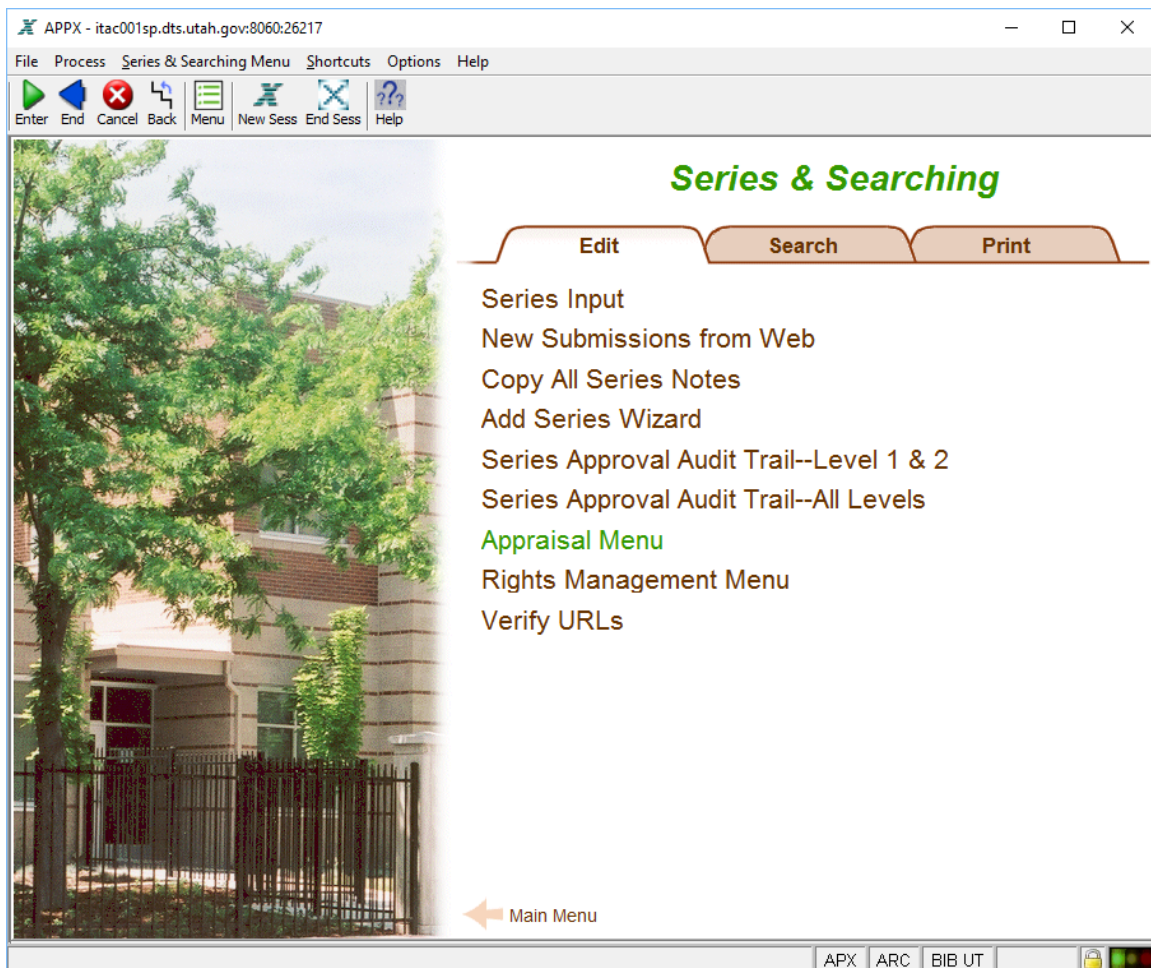 APPX - itac001sp.dts.utah.gov:8060:26217
File Process Series & Searching Menu Shortcuts Options Help
??? 
Enter End Cancel Back Menu New Sess End Sess Help
Series & Searching
Edit Search Print
Series Input
New Submissions from Web
Copy All Series Notes
Add Series Wizard
Series Approval Audit Trail--Level 1 & 2
Series Approval Audit Trail--All Levels
Appraisal Menu
Rights Management Menu
Verify URLs
Main Menu
APX ARC BIB UT